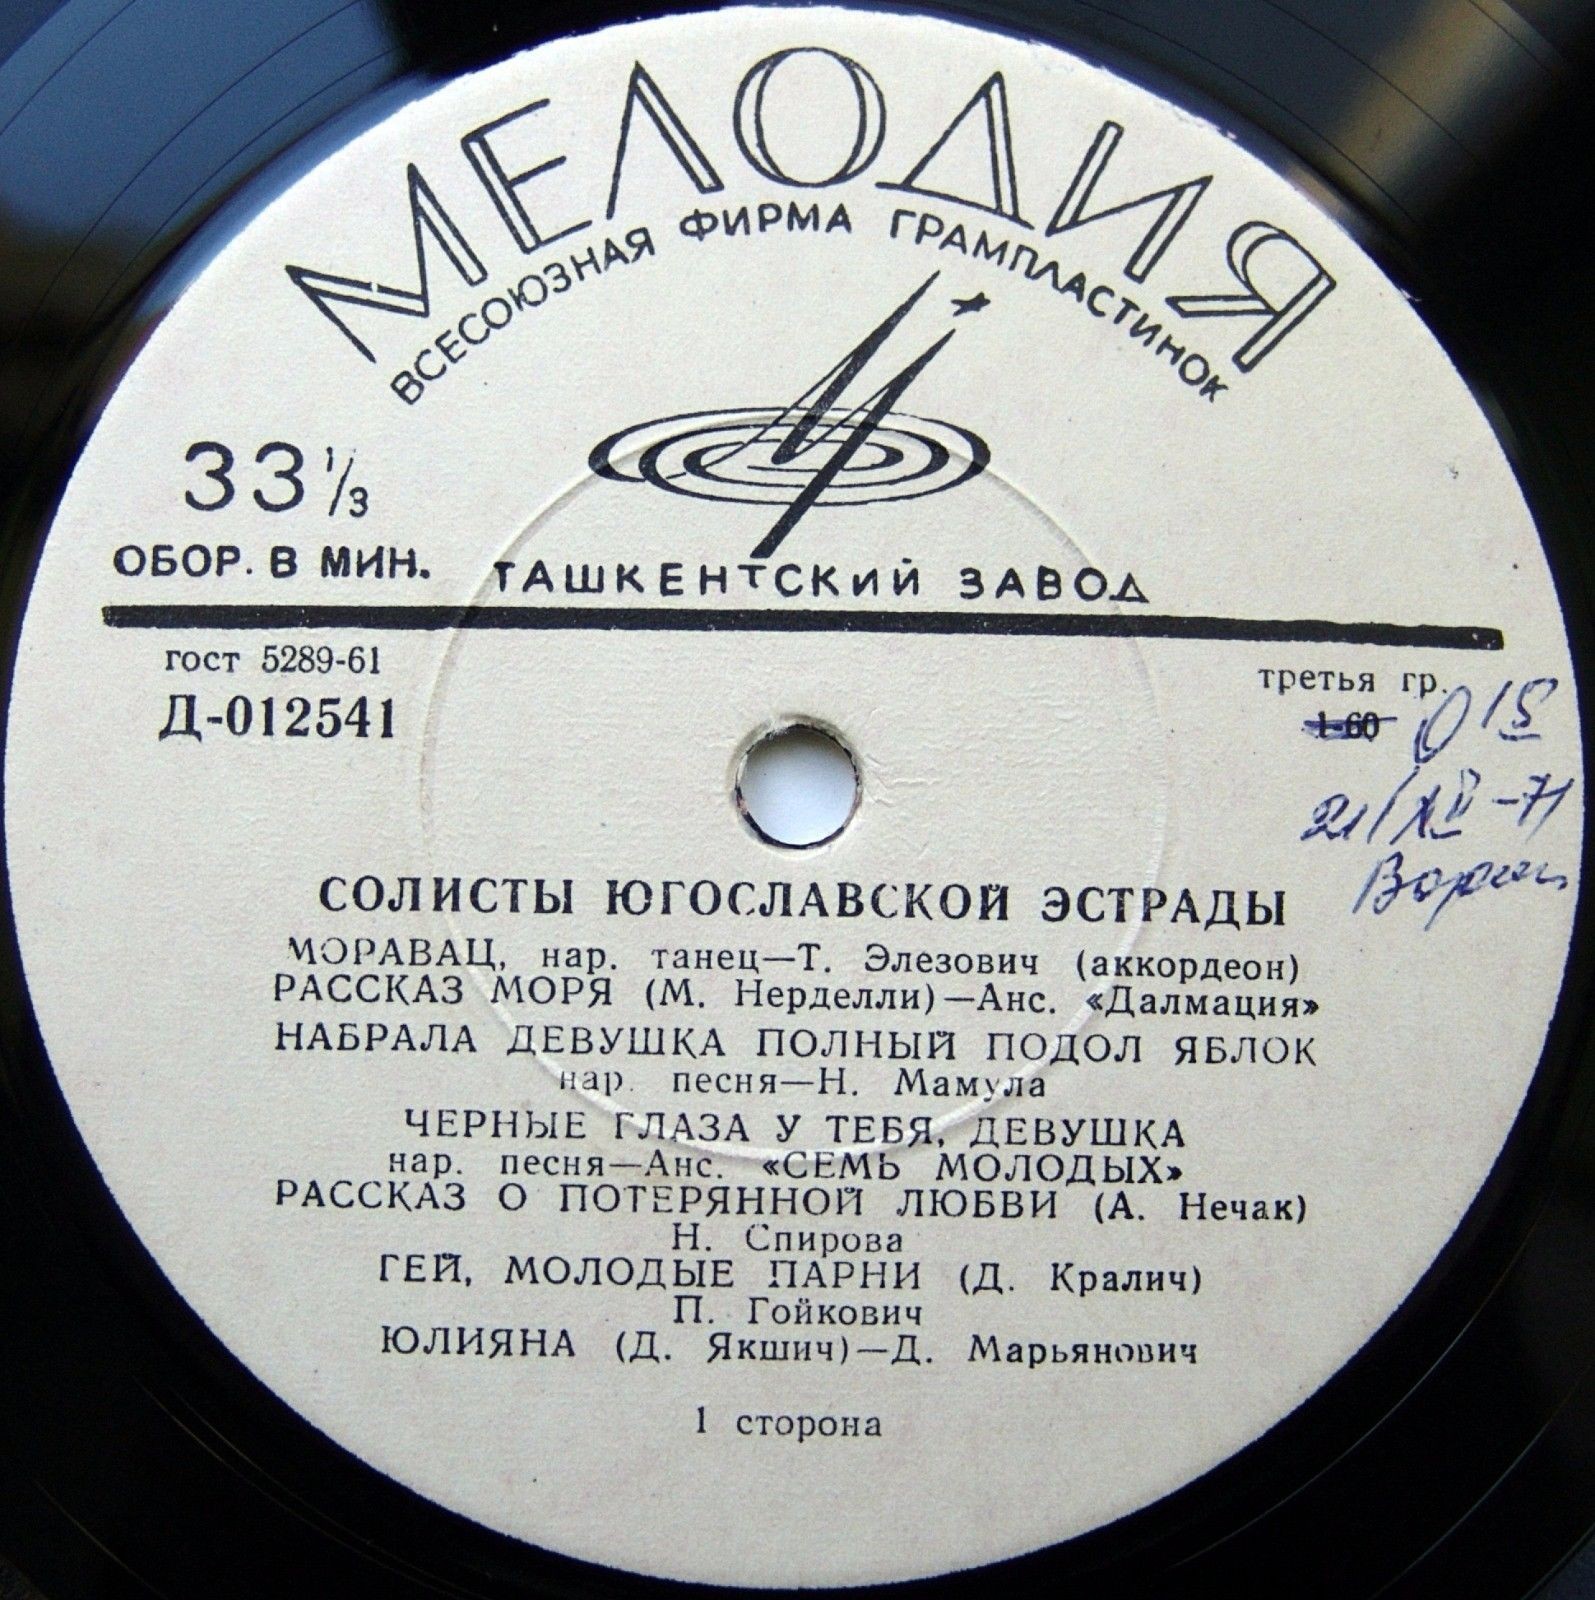 МЕЛОДИЯ
ВСЕСОЮЗНАЯ ФИРМА ГРАМПЛАСТИНОК
33 1/3
ОБОР. В МИН.
ТАШКЕНТСКИЙ ЗАВОД
гост 5289-61
третья гр.
Д-012541
1-60
21/XII-71
СОЛИСТЫ ЮГОСЛАВСКОЙ ЭСТРАДЫ
МОРАВАЦ, нар. танец—Т. Элезович (аккордеон)
РАССКАЗ МОРЯ (М. Нерделли)—Анс. «Далмация»
НАБРАЛА ДЕВУШКА ПОЛНЫЙ ПОДОЛ ЯБЛОК
нар. песня—Н. Мамула
ЧЕРНЫЕ ГЛАЗА У ТЕБЯ, ДЕВУШКА
нар. песня—Анс. «СЕМЬ МОЛОДЫХ»
РАССКАЗ О ПОТЕРЯННОЙ ЛЮБВИ (А. Нечак)
Н. Спирова
ГЕЙ, МОЛОДЫЕ ПАРНИ (Д. Кралич)
П. Гойкович
ЮЛИЯНА (Д. Якшич)—Д. Марьянович
1 сторона